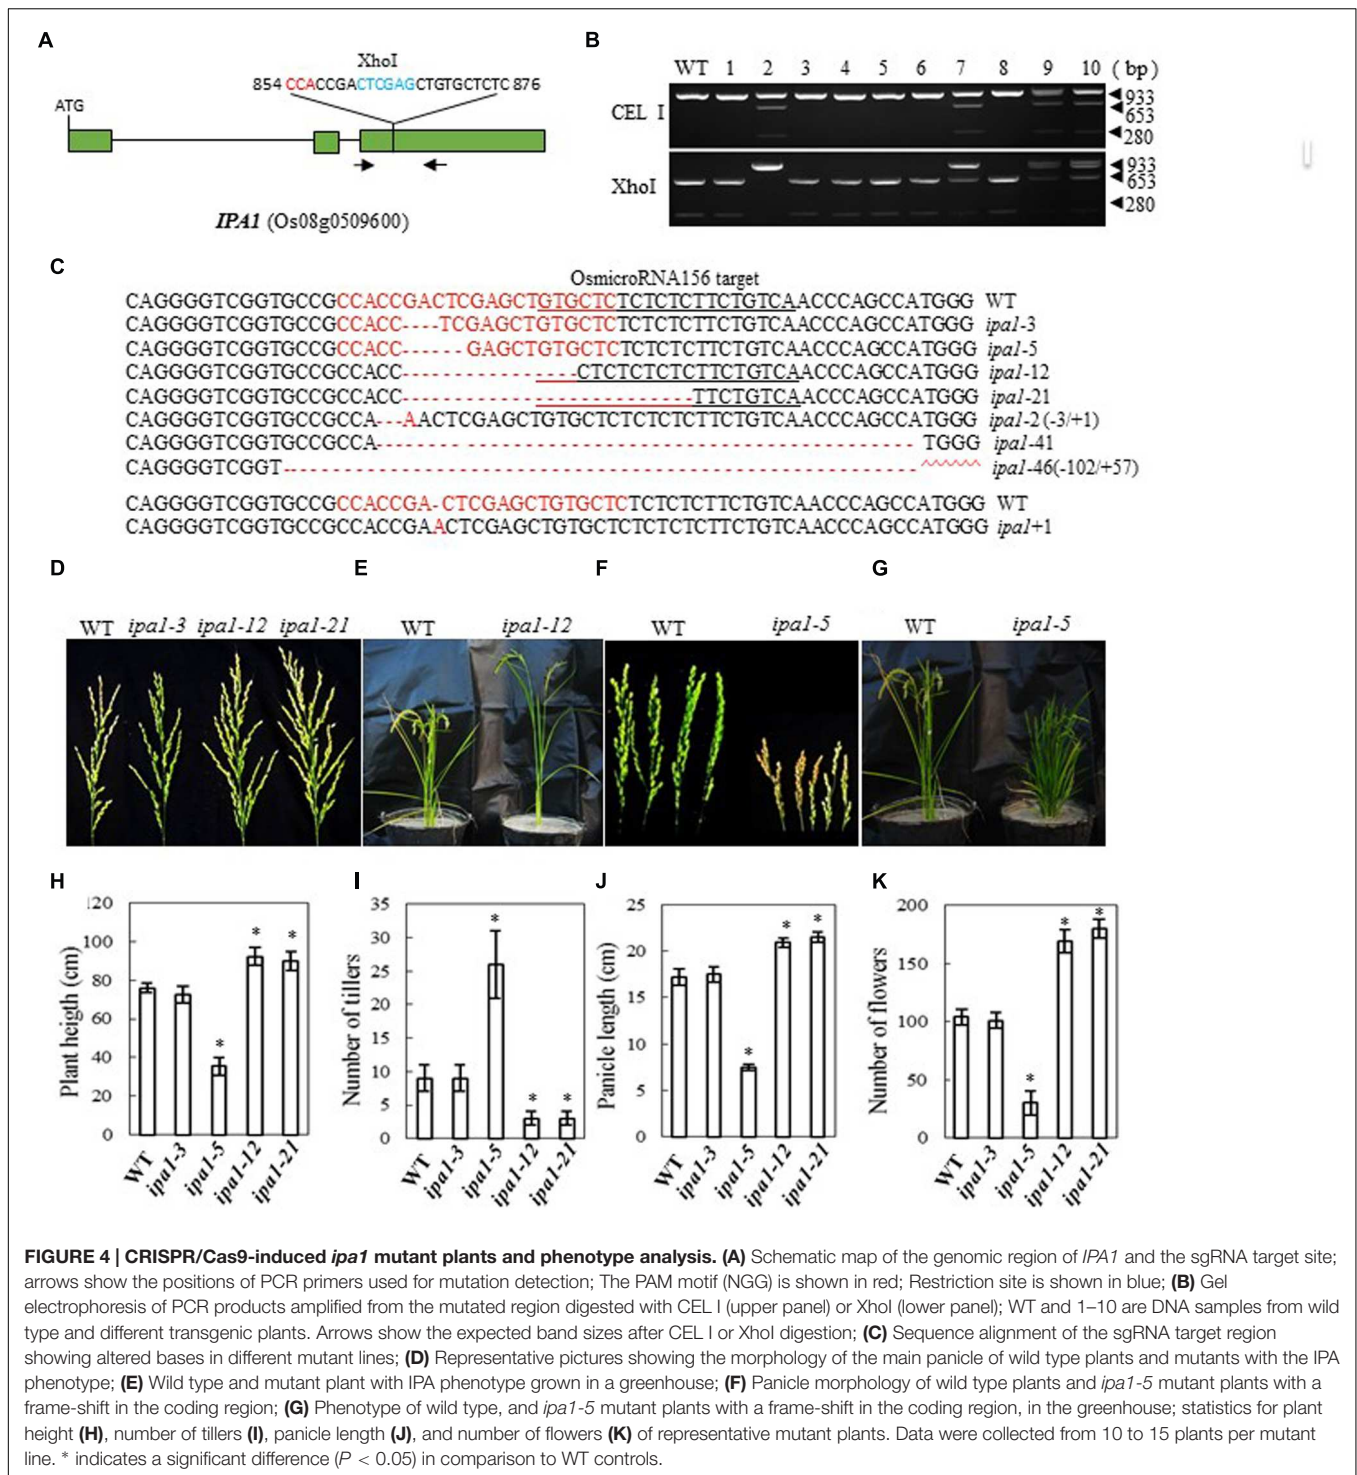 A
XhoI
854 CCACCGACTCGAGCTGTGCTCTC 876
ATG
IPA1 (Os08g0509600)
B
WT 1 2 3 4 5 6 7 8 9 10 (bp)
CEL I
933
653
280
XhoI
933
653
280
C
OsmicroRNA156 target
CAGGGGTCGGTGCCGCCACCGACTCGAGCTGTGCTCTCTCTCTTCTGTCAACCCAGCCATGGG WT
CAGGGGTCGGTGCCGCCACC----TCGAGCTGTGCTCTCTCTCTTCTGTCAACCCAGCCATGGG ipa1-3
CAGGGGTCGGTGCCGCCACC------GAGCTGTGCTCTCTCTCTTCTGTCAACCCAGCCATGGG ipa1-5
CAGGGGTCGGTGCCGCCACC----------------CTCTCTCTCTTCTGTCAACCCAGCCATGGG ipa1-12
CAGGGGTCGGTGCCGCCACC--------------------------TTCTGTCAACCCAGCCATGGG ipa1-21
CAGGGGTCGGTGCCGCCA---AACTCGAGCTGTGCTCTCTCTCTTCTGTCAACCCAGCCATGGG ipa1-2 (-3/+1)
CAGGGGTCGGTGCCGCCA------------------------------------------------TGGG ipa1-41
CAGGGGTCGGT-------------------------------------------------------- ipa1-46(-102/+57)
CAGGGGTCGGTGCCGCCACCGA-CTCGAGCTGTGCTCTCTCTCTTCTGTCAACCCAGCCATGGG WT
CAGGGGTCGGTGCCGCCACCGAACTCGAGCTGTGCTCTCTCTCTTCTGTCAACCCAGCCATGGG ipa1+1
D
WT ipa1-3 ipa1-12 ipa1-21
E
WT ipa1-12
F
WT ipa1-5
G
WT ipa1-5
H
Plant heigth (cm)
120
100
80
60
40
20
0
WT ipa1-3 ipa1-5 ipa1-12 ipa1-21
* * *
I
Number of tillers
35
30
25
20
15
10
5
0
WT ipa1-3 ipa1-5 ipa1-12 ipa1-21
* * *
J
Panicle length (cm)
25
20
15
10
5
0
WT ipa1-3 ipa1-5 ipa1-12 ipa1-21
* * *
K
Number of flowers
200
150
100
50
0
WT ipa1-3 ipa1-5 ipa1-12 ipa1-21
* * *
FIGURE 4 | CRISPR/Cas9-induced ipa1 mutant plants and phenotype analysis. (A) Schematic map of the genomic region of IPA1 and the sgRNA target site;
arrows show the positions of PCR primers used for mutation detection; The PAM motif (NGG) is shown in red; Restriction site is shown in blue; (B) Gel
electrophoresis of PCR products amplified from the mutated region digested with CEL I (upper panel) or XhoI (lower panel); WT and 1–10 are DNA samples from wild
type and different transgenic plants. Arrows show the expected band sizes after CEL I or XhoI digestion; (C) Sequence alignment of the sgRNA target region
showing altered bases in different mutant lines; (D) Representative pictures showing the morphology of the main panicle of wild type plants and mutants with the IPA
phenotype; (E) Wild type and mutant plant with IPA phenotype grown in a greenhouse; (F) Panicle morphology of wild type plants and ipa1-5 mutant plants with a
frame-shift in the coding region; (G) Phenotype of wild type, and ipa1-5 mutant plants with a frame-shift in the coding region, in the greenhouse; statistics for plant
height (H), number of tillers (I), panicle length (J), and number of flowers (K) of representative mutant plants. Data were collected from 10 to 15 plants per mutant
line. * indicates a significant difference (P < 0.05) in comparison to WT controls.